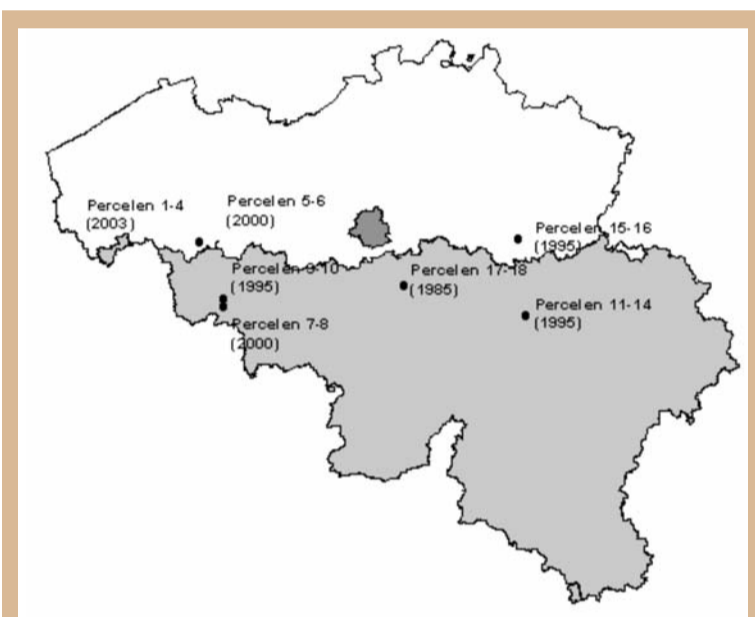 Percelen 1-4
(2003)
Percelen 5-6
(2000)
Percelen 15-16
(1995)
Percelen 9-10
(1995)
Percelen 17-18
(1985)
Percelen 11-14
(1995)
Percelen 7-8
(2000)